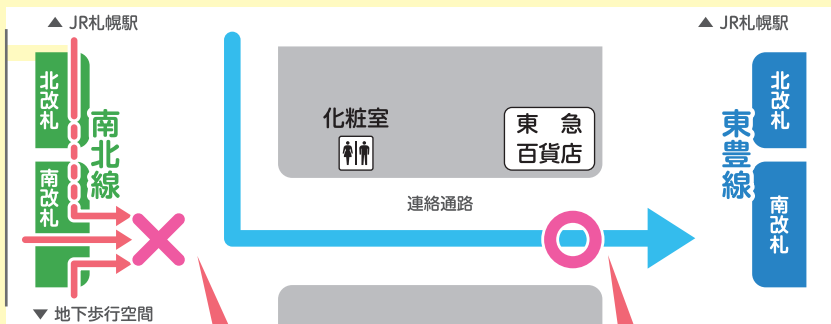 ▲ JR札幌駅
▲ JR札幌駅
北改札
南北線
南改札
化粧室
東 急
百貨店
北改札
東豊線
南改札
連絡通路
▼ 地下歩行空間